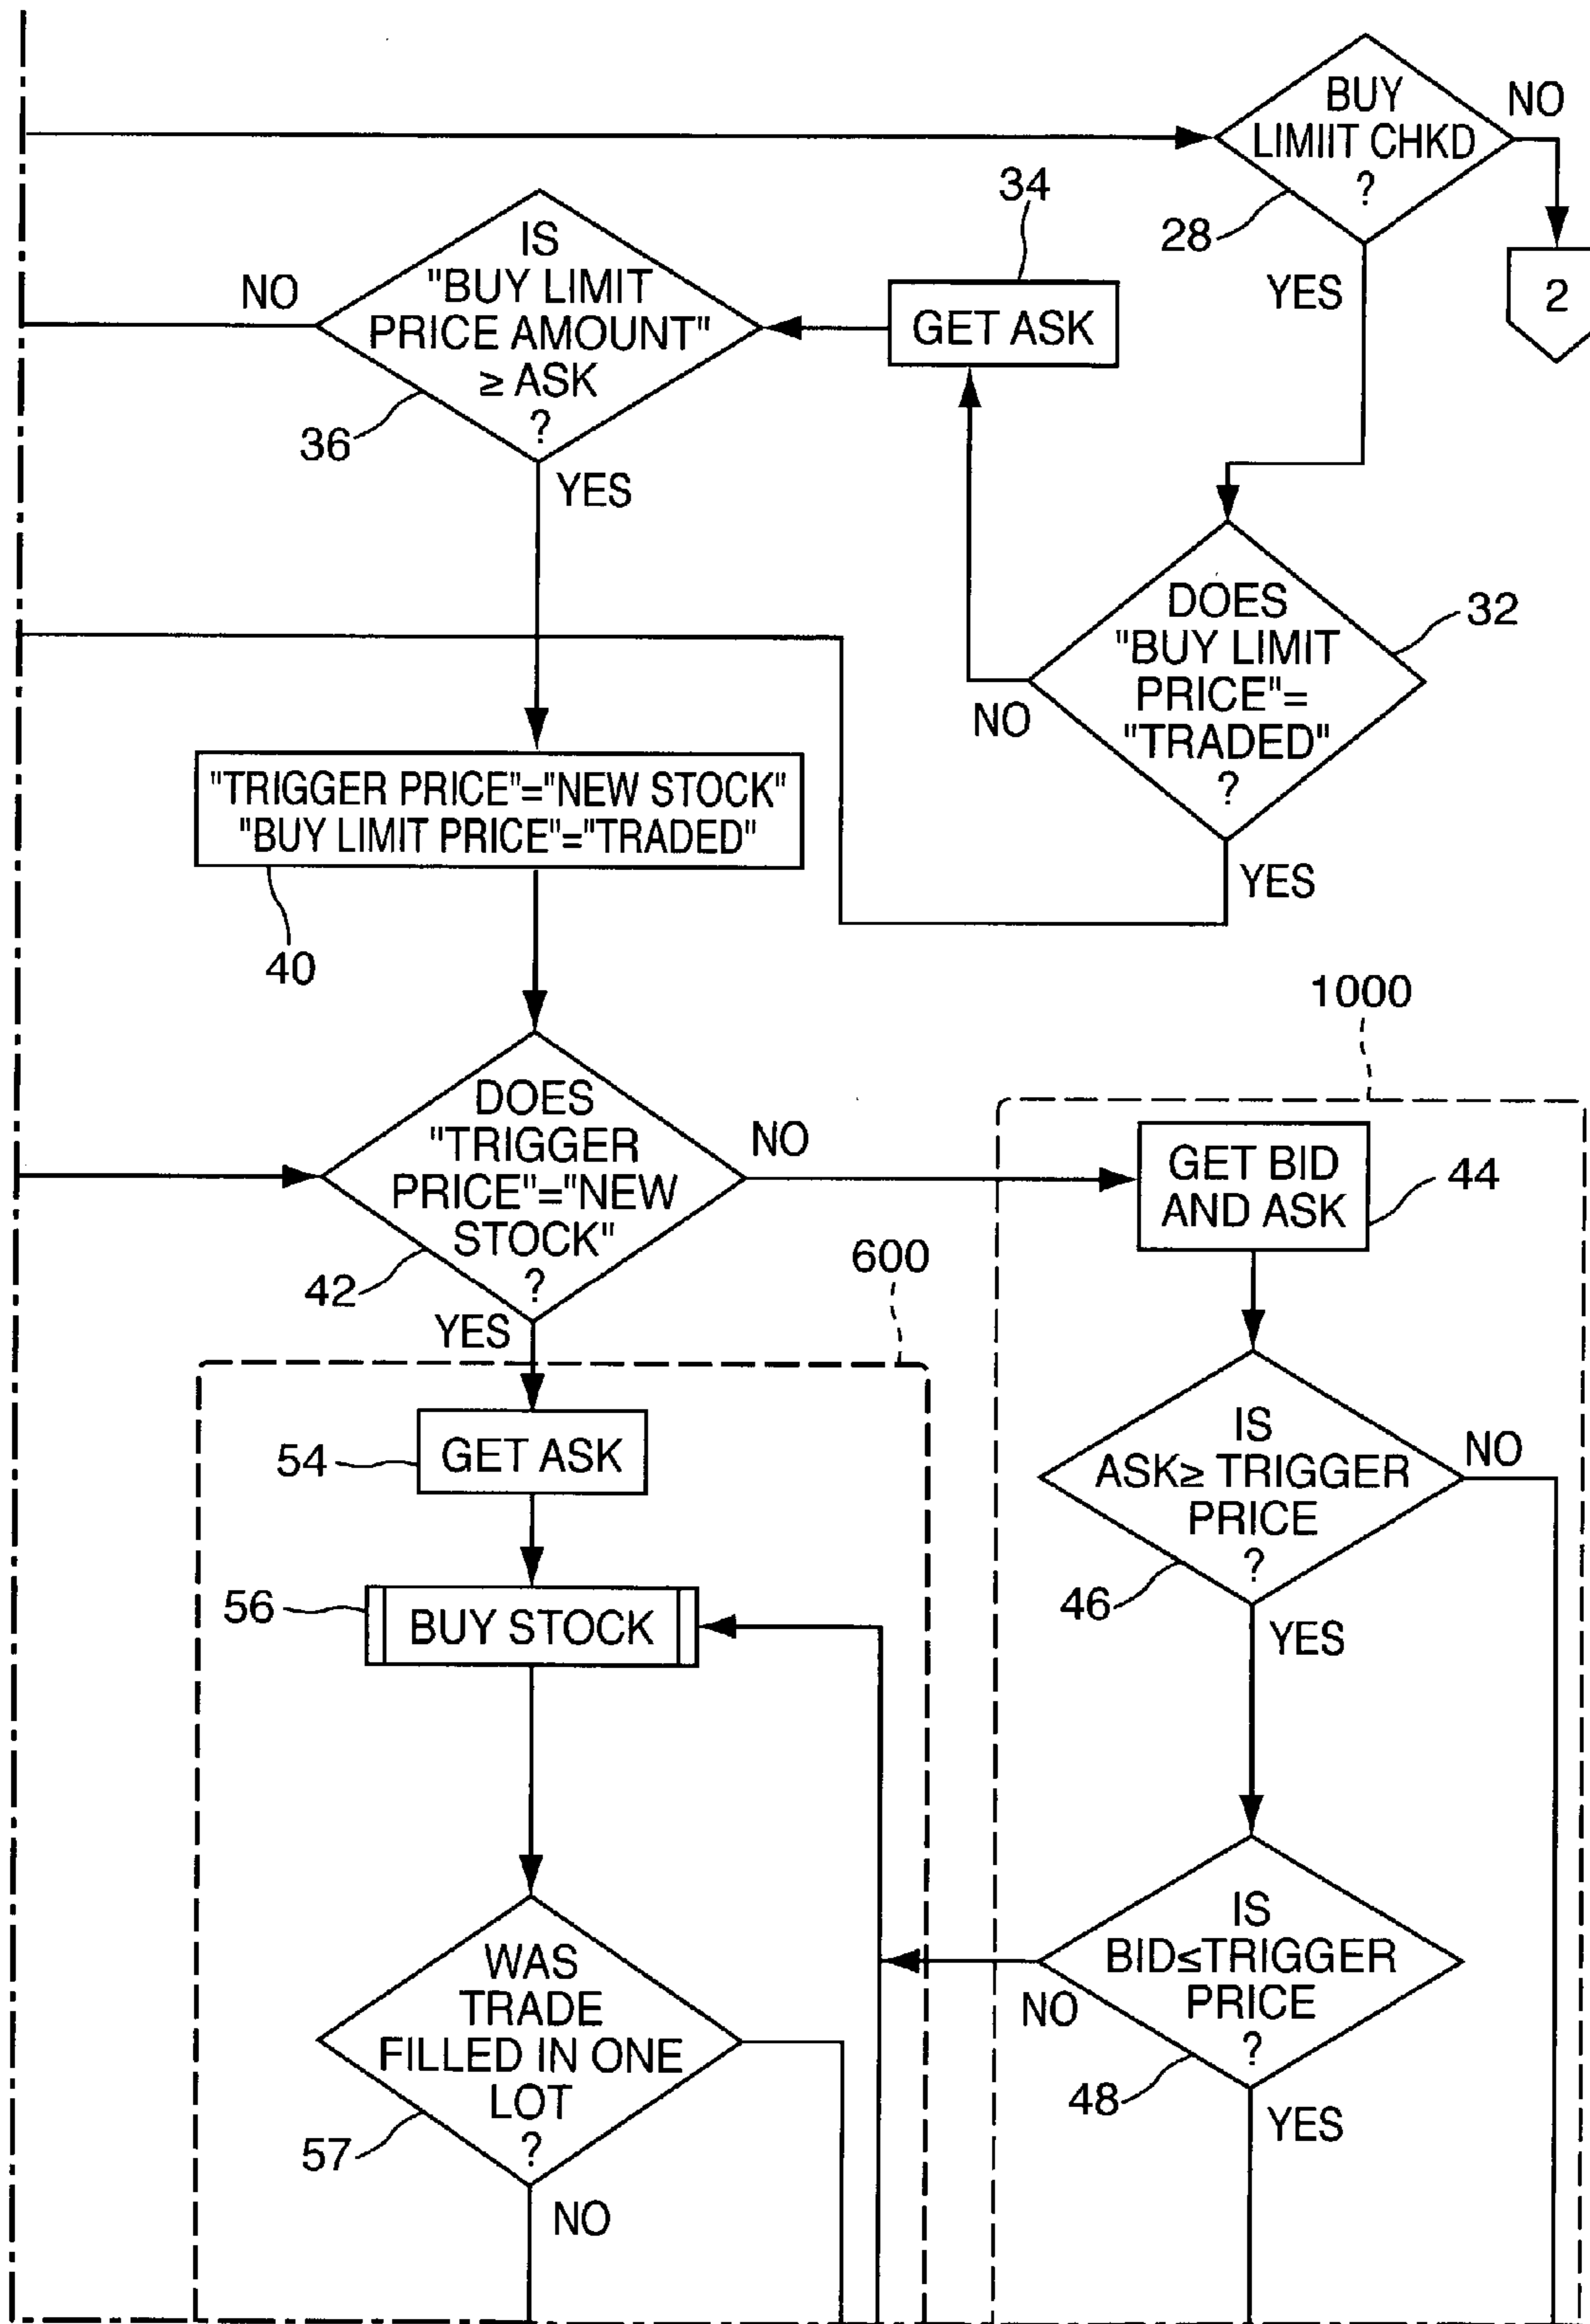 BUY
LIMIIT CHKD
?
NO
28
YES
2
34
GET ASK
IS
"BUY LIMIT
PRICE AMOUNT"
≥ ASK
?
NO
36
YES
DOES
"BUY LIMIT
PRICE"=
"TRADED"
?
32
NO
YES
"TRIGGER PRICE"="NEW STOCK"
"BUY LIMIT PRICE"="TRADED"
40
1000
DOES
"TRIGGER
PRICE"="NEW
STOCK"
?
NO
42
YES
GET BID
AND ASK
44
600
54
GET ASK
IS
ASK≥ TRIGGER
PRICE
?
NO
46
YES
56
BUY STOCK
IS
BID≤TRIGGER
PRICE
?
NO
48
YES
WAS
TRADE
FILLED IN ONE
LOT
?
57
NO